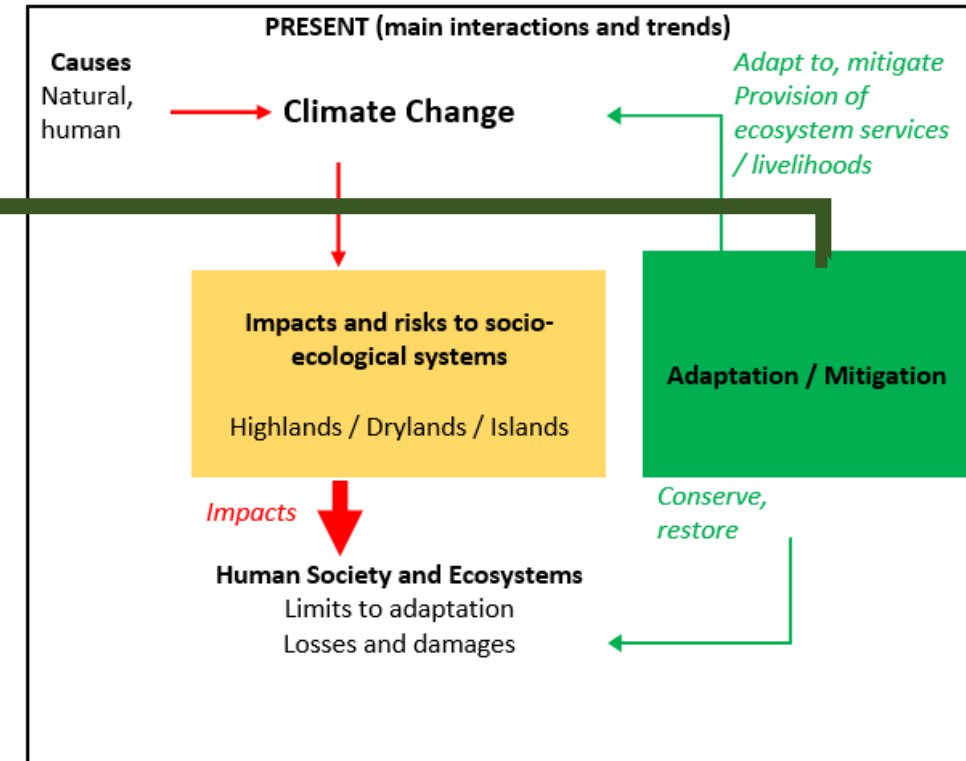 PRESENT (main interactions and trends)
Causes
Natural,
human
Climate Change
Adapt to, mitigate
Provision of
ecosystem services
/ livelihoods
Impacts and risks to socio-
ecological systems
Highlands / Drylands / Islands
Adaptation / Mitigation
Impacts
Conserve,
restore
Human Society and Ecosystems
Limits to adaptation
Losses and damages